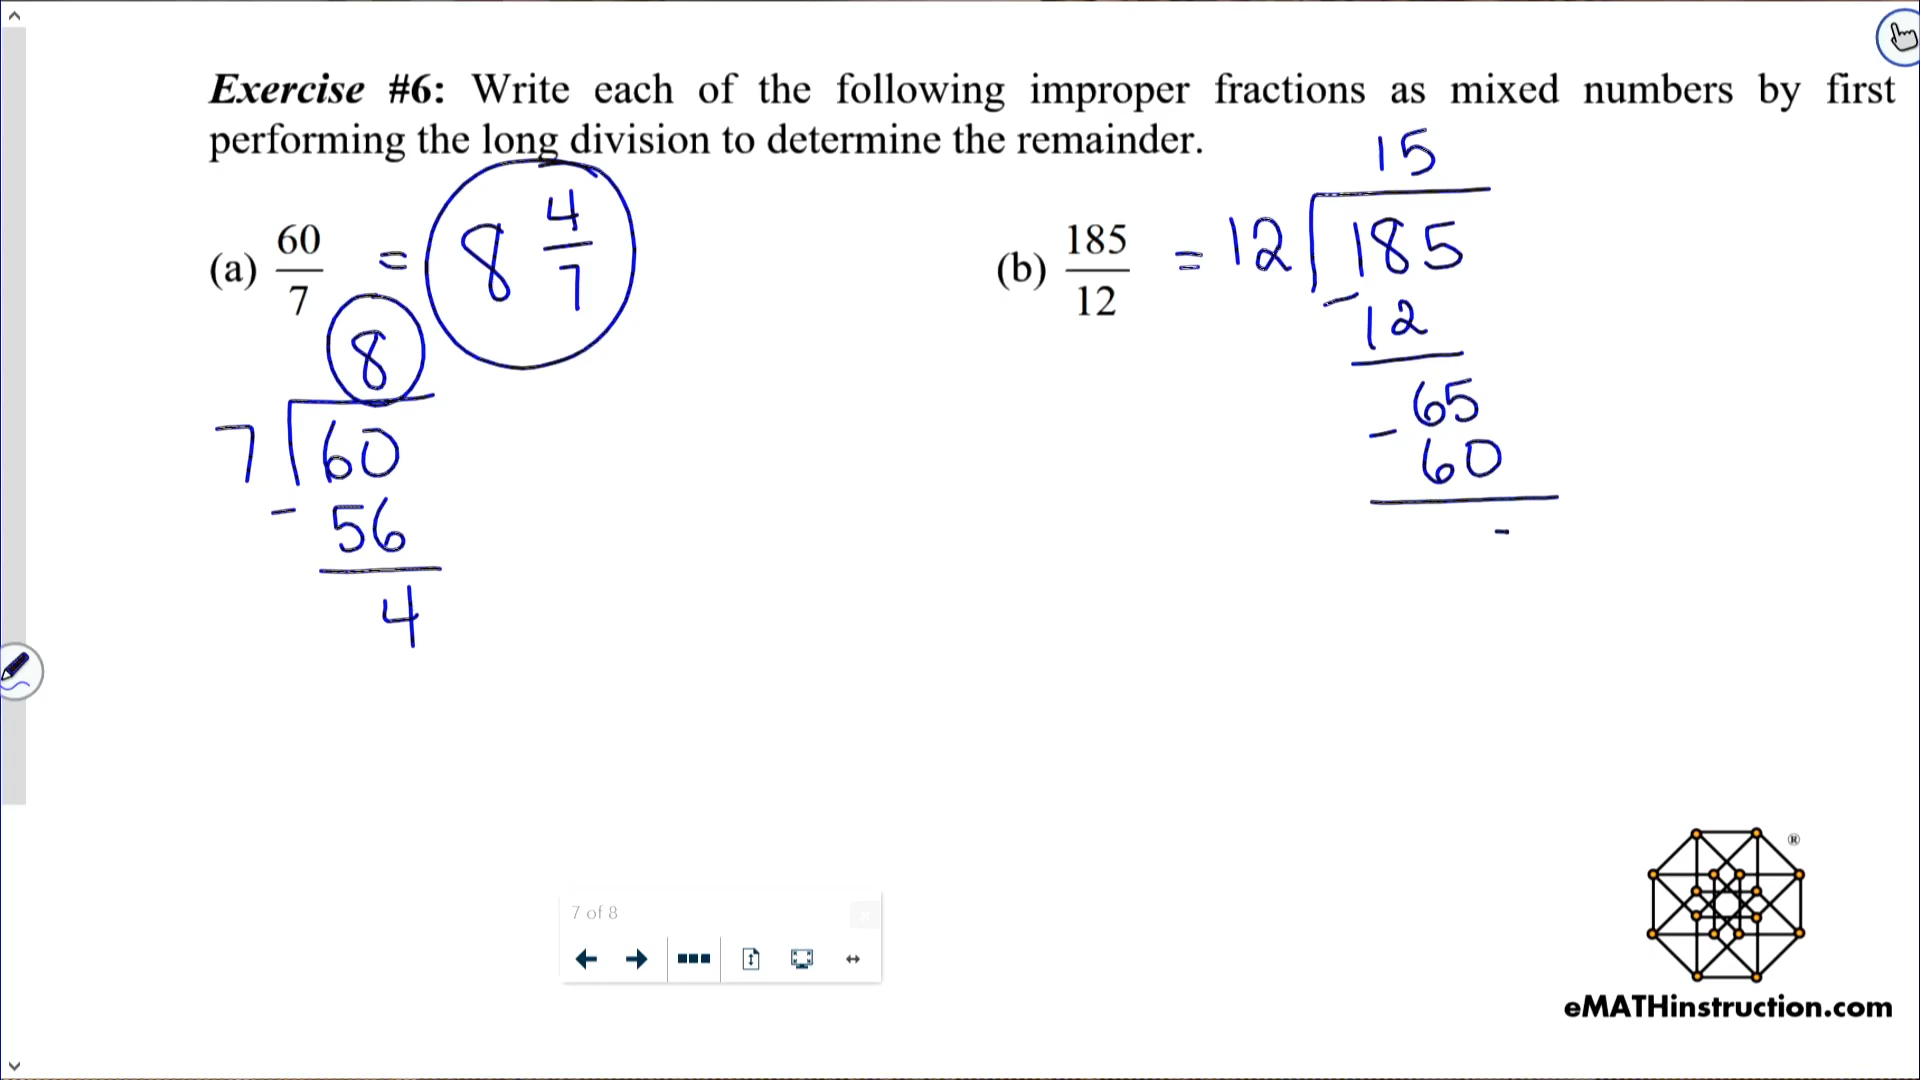 Exercise #6: Write each of the following improper fractions as mixed numbers by first
performing the long division to determine the remainder.
(a) 60/7 = 8 4/7
8
7 60
- 56
4
(b) 185/12 = 12 185
15
- 12
65
- 60
-
7 of 8
®
eMATHinstruction.com